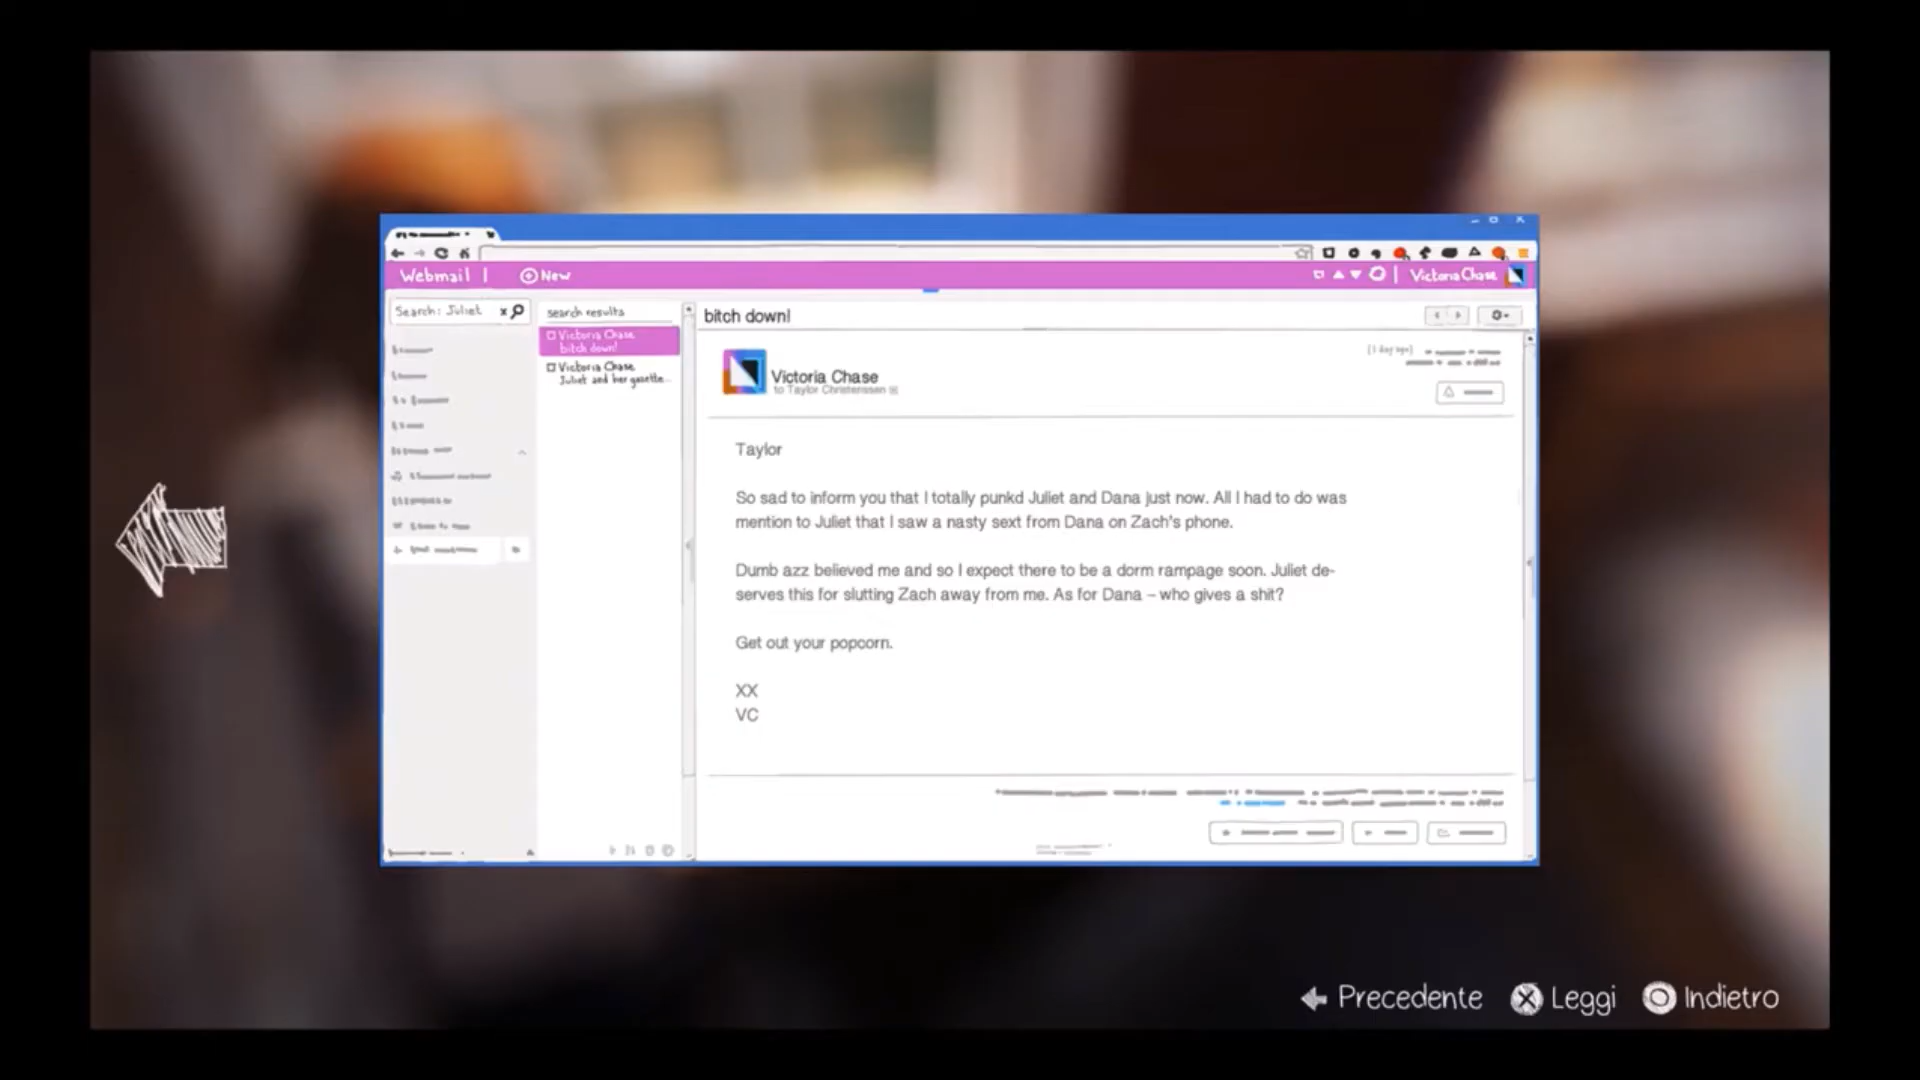 Webmail | New
Victoria Chase
Search: Juliet x
search results
Victoria Chase
bitch down!
Victoria Chase
Juliet and her gazette...
bitch down!
[1 day ago]
Victoria Chase
to Taylor Christenssen
Taylor
So sad to inform you that I totally punkd Juliet and Dana just now. All I had to do was
mention to Juliet that I saw a nasty sext from Dana on Zach's phone.
Dumb azz believed me and so I expect there to be a dorm rampage soon. Juliet de-
serves this for slutting Zach away from me. As for Dana – who gives a shit?
Get out your popcorn.
XX
VC
Precedente Leggi Indietro